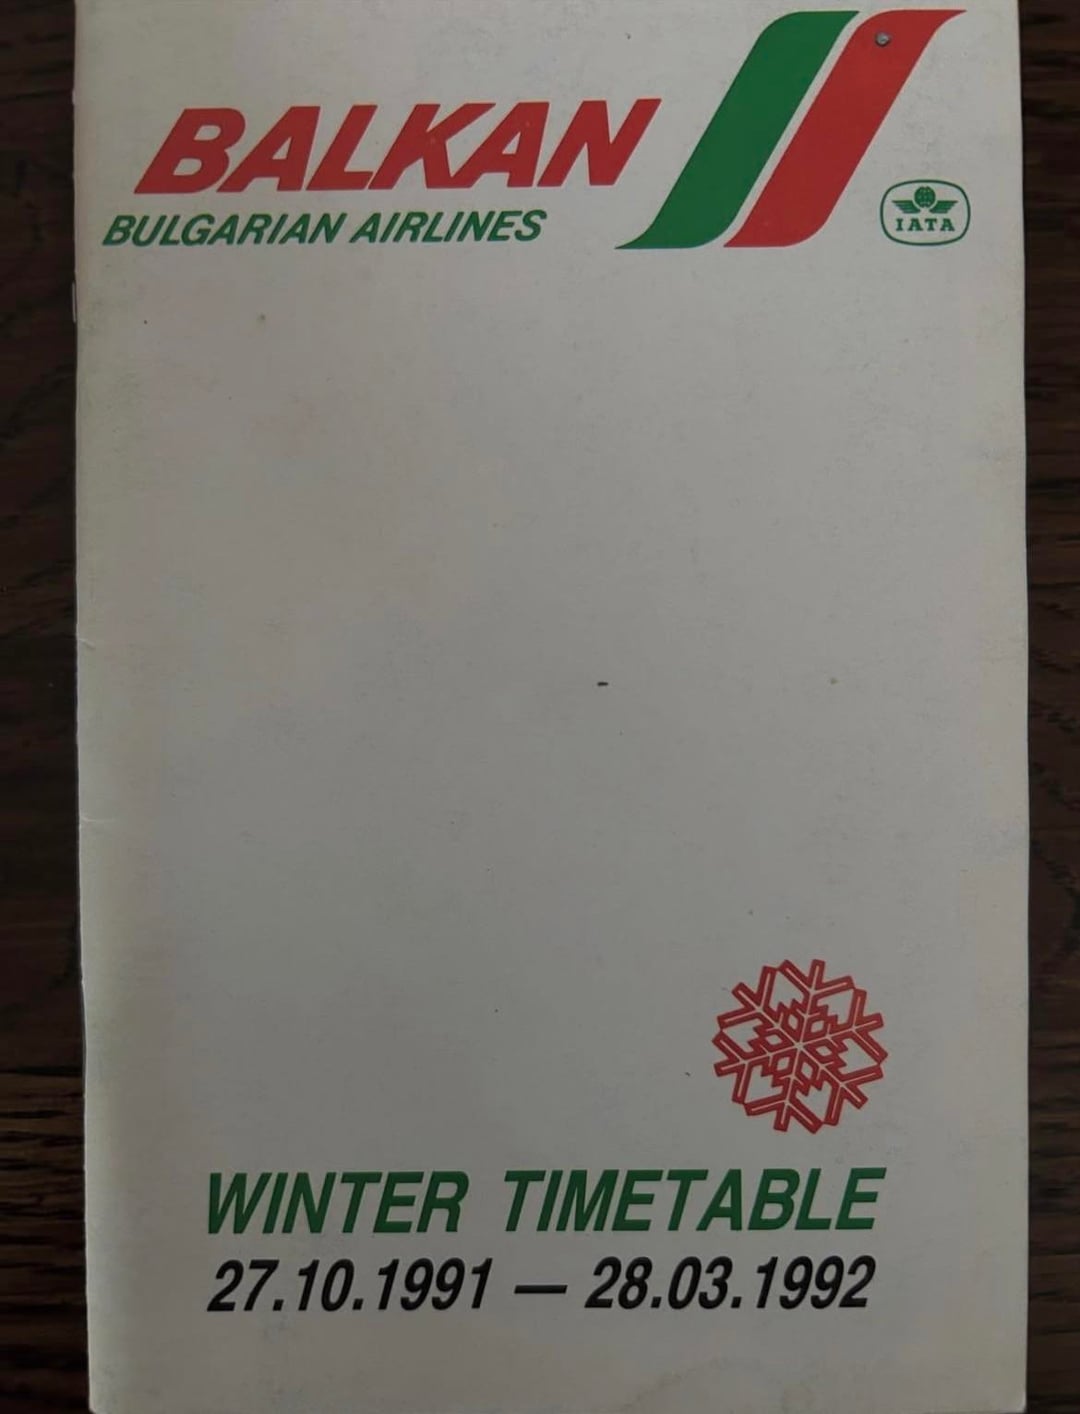 BALKAN
BULGARIAN AIRLINES
IATA
WINTER TIMETABLE
27.10.1991 — 28.03.1992